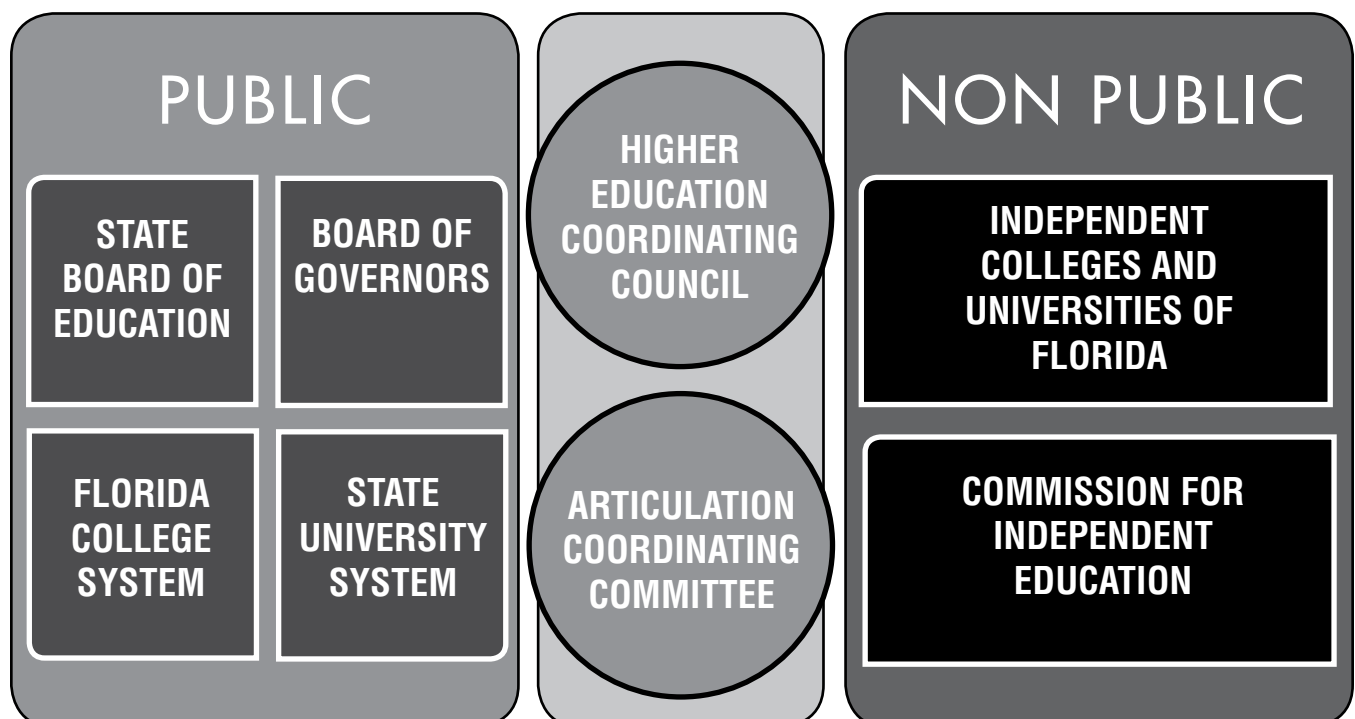 PUBLIC
STATE
BOARD OF
EDUCATION
BOARD OF
GOVERNORS
FLORIDA
COLLEGE
SYSTEM
STATE
UNIVERSITY
SYSTEM
HIGHER
EDUCATION
COORDINATING
COUNCIL
ARTICULATION
COORDINATING
COMMITTEE
NON PUBLIC
INDEPENDENT
COLLEGES AND
UNIVERSITIES OF
FLORIDA
COMMISSION FOR
INDEPENDENT
EDUCATION